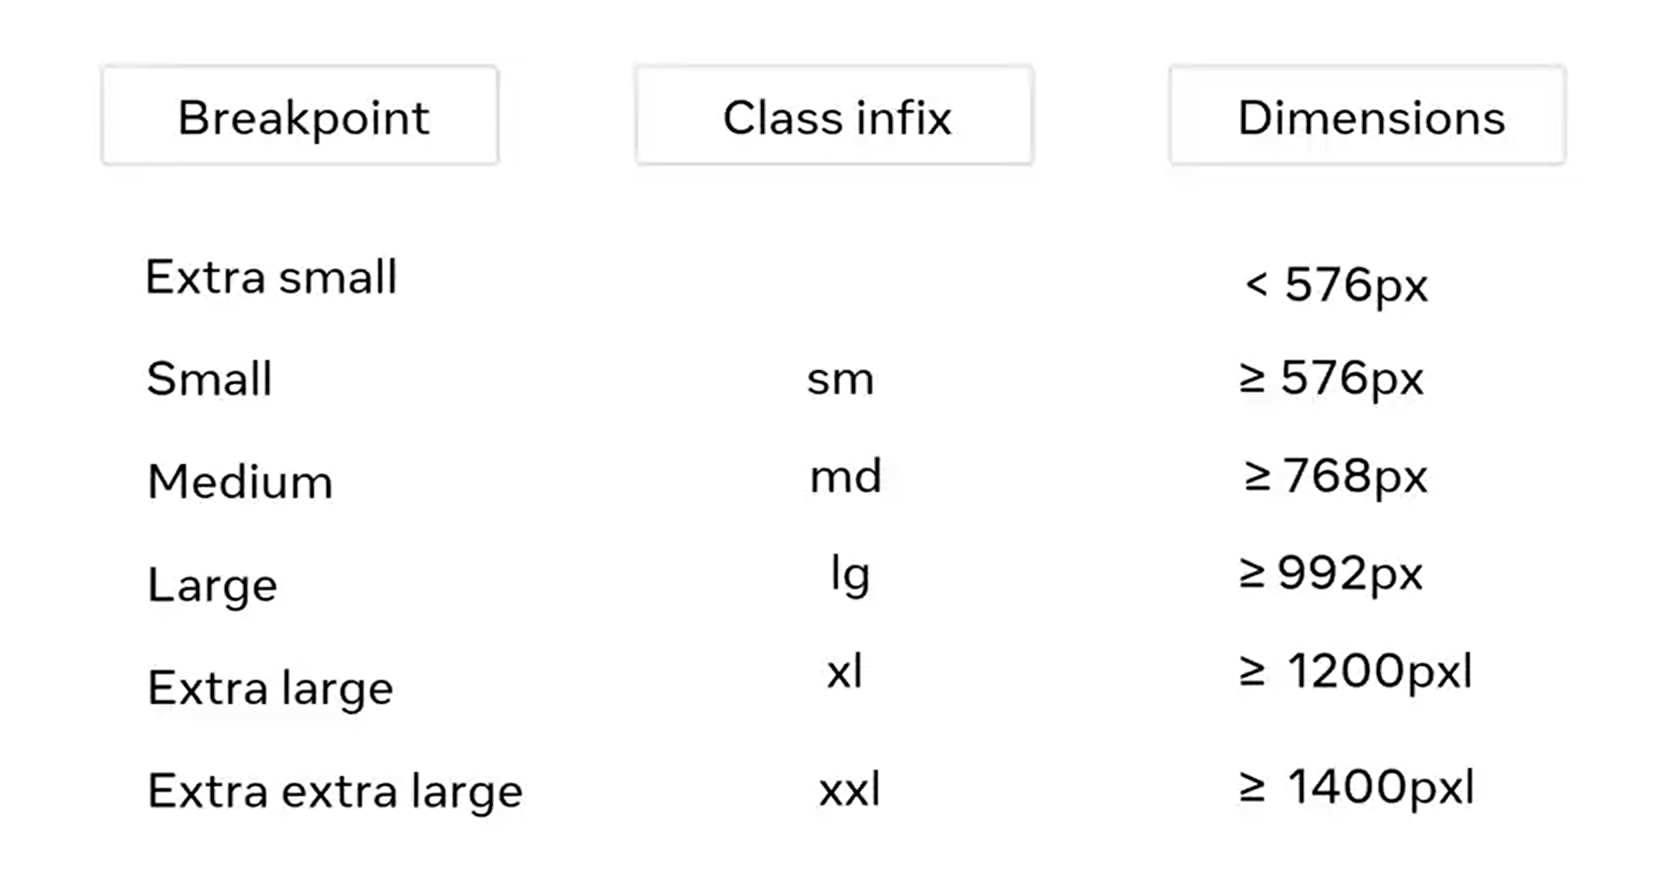 Breakpoint Class infix Dimensions
Extra small < 576px
Small sm ≥ 576px
Medium md ≥ 768px
Large lg ≥ 992px
Extra large xl ≥ 1200pxl
Extra extra large xxl ≥ 1400pxl